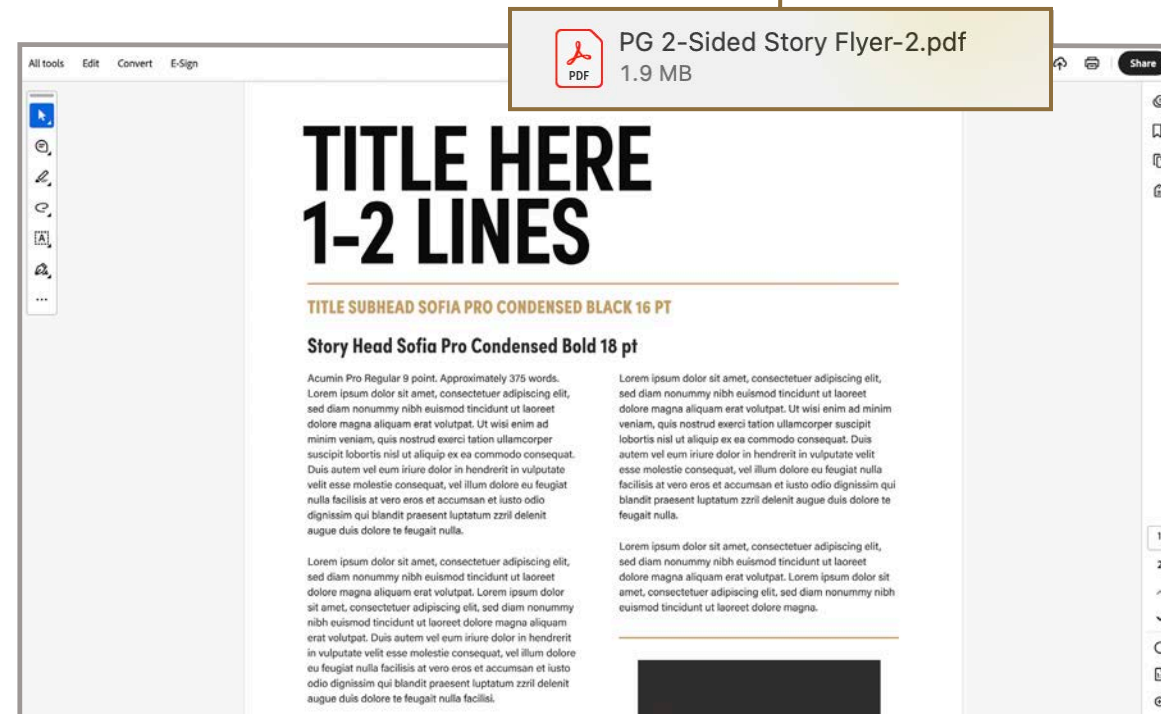 PG 2-Sided Story Flyer-2.pdf
PDF
1.9 MB
All tools Edit Convert E-Sign
Share
TITLE HERE
1-2 LINES
TITLE SUBHEAD SOFIA PRO CONDENSED BLACK 16 PT
Story Head Sofia Pro Condensed Bold 18 pt
Acumin Pro Regular 9 point. Approximately 375 words.
Lorem ipsum dolor sit amet, consectetuer adipiscing elit,
sed diam nonummy nibh euismod tincidunt ut laoreet
dolore magna aliquam erat volutpat. Ut wisi enim ad
minim veniam, quis nostrud exerci tation ullamcorper
suscipit lobortis nisl ut aliquip ex ea commodo consequat.
Duis autem vel eum iriure dolor in hendrerit in vulputate
velit esse molestie consequat, vel illum dolore eu feugiat
nulla facilisis at vero eros et accumsan et iusto odio
dignissim qui blandit praesent luptatum zzril delenit
augue duis dolore te feugait nulla.
Lorem ipsum dolor sit amet, consectetuer adipiscing elit,
sed diam nonummy nibh euismod tincidunt ut laoreet
dolore magna aliquam erat volutpat. Lorem ipsum dolor
sit amet, consectetuer adipiscing elit, sed diam nonummy
nibh euismod tincidunt ut laoreet dolore magna aliquam
erat volutpat. Duis autem vel eum iriure dolor in hendrerit
in vulputate velit esse molestie consequat, vel illum dolore
eu feugiat nulla facilisis at vero eros et accumsan et iusto
odio dignissim qui blandit praesent luptatum zzril delenit
augue duis dolore te feugait nulla facilisi.
Lorem ipsum dolor sit amet, consectetuer adipiscing elit,
sed diam nonummy nibh euismod tincidunt ut laoreet
dolore magna aliquam erat volutpat. Ut wisi enim ad minim
veniam, quis nostrud exerci tation ullamcorper suscipit
lobortis nisl ut aliquip ex ea commodo consequat. Duis
autem vel eum iriure dolor in hendrerit in vulputate velit
esse molestie consequat, vel illum dolore eu feugiat nulla
facilisis at vero eros et accumsan et iusto odio dignissim qui
blandit praesent luptatum zzril delenit augue duis dolore te
feugait nulla.
Lorem ipsum dolor sit amet, consectetuer adipiscing elit,
sed diam nonummy nibh euismod tincidunt ut laoreet
dolore magna aliquam erat volutpat. Lorem ipsum dolor sit
amet, consectetuer adipiscing elit, sed diam nonummy nibh
euismod tincidunt ut laoreet dolore magna.
1
2